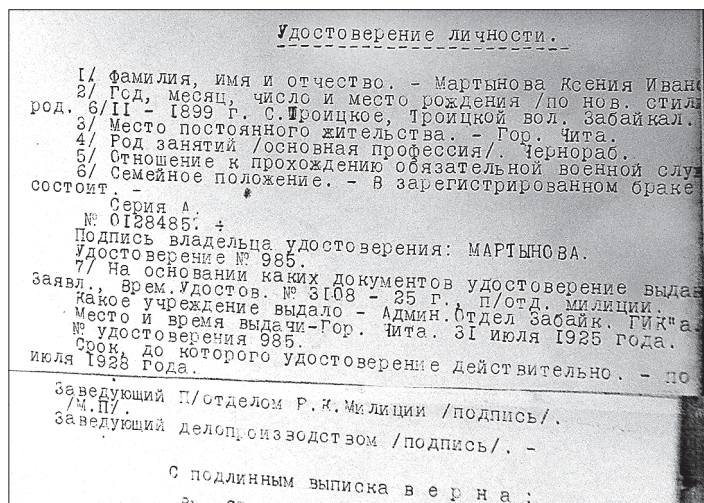 Удостоверение личности.
1/ Фамилия, имя и отчество. - Мартынова Ксения
2/ Год, месяц, число и место рождения /по нов.
род. 6/II - 1899 г. С.Троицкое, Троицкой вол. Забайкал.
3/ Место постоянного жительства. - Гор. Чита.
4/ Род занятий /основная профессия/. Чернораб.
5/ Отношение к прохождению обязательной военной
6/ Семейное положение. - В зарегистрированном браке
состоит. -
Серия А.
№ 0128485.
Подпись владельца удостоверения: МАРТЫНОВА.
Удостоверение № 985.
7/ На основании каких документов удостоверение
Заявл., Врем.Удостов. № 3108 - 25 г., п/отд. милиции.
Какое учреждение выдало - Админ.Отдел Забайк. ГИК"а
Место и время выдачи-Гор. Чита. 31 июля 1925 года.
№ удостоверения 985.
Срок, до которого удостоверение действительно. - по
июля 1928 года.
Заведующий П/отделом Р.К.Милиции /подпись/.
/М.П/.
Заведующий делопроизводством /подпись/. -
С подлинным выписка в е р н а :